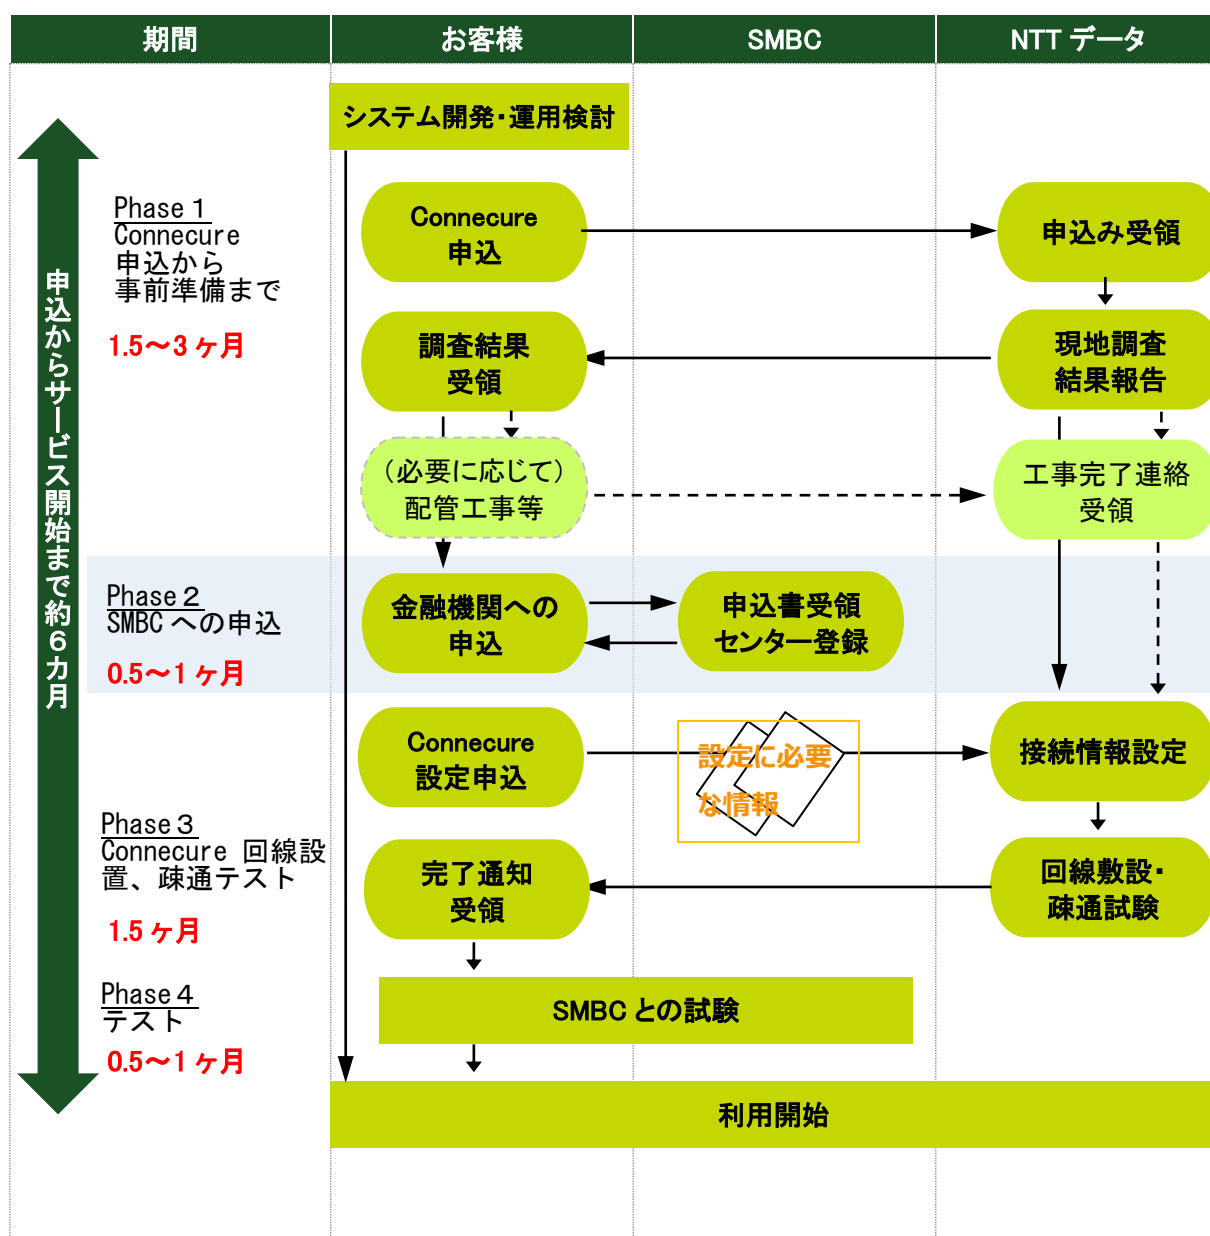 期間
お客様
SMBC
NTT データ
システム開発・運用検討
申込からサービス開始まで約６カ月
Phase１
Connecure
申込から
事前準備まで
1.5～3 ヶ月
Connecure
申込
申込み受領
調査結果
受領
現地調査
結果報告
（必要に応じて）
配管工事等
工事完了連絡
受領
Phase２
SMBC への申込
0.5～1 ヶ月
金融機関への
申込
申込書受領
センター登録
Connecure
設定申込
設定に必要
な情報
接続情報設定
Phase３
Connecure 回線設
置、疎通テスト
1.5 ヶ月
完了通知
受領
回線敷設・
疎通試験
Phase４
テスト
0.5～1 ヶ月
SMBC との試験
利用開始